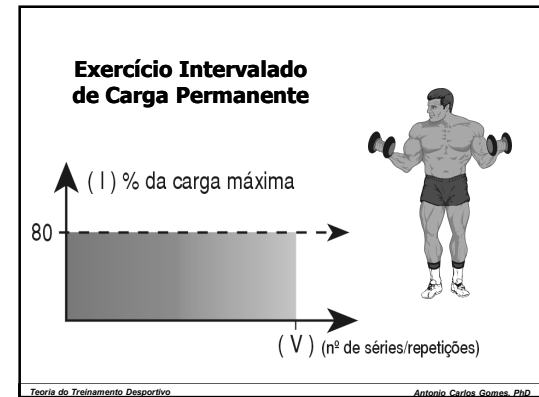 Exercício Intervalado
de Carga Permanente
( I ) % da carga máxima
80
( V ) (nº de séries/repetições)
Teoria do Treinamento Desportivo
Antonio Carlos Gomes, PhD